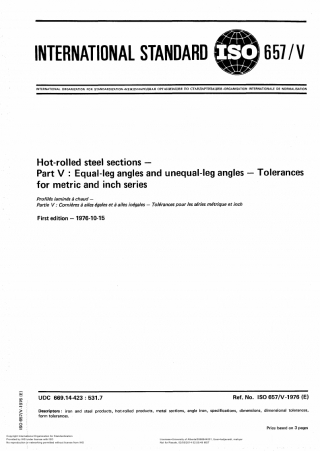 INTERNATIONAL STANDARD ISO 657/V
INTERNATIONAL ORGANIZATION FOR STANDARDIZATION •МЕЖДУНАРОДНАЯ ОРГАНИЗАЦИЯ ПО СТАНДАРТИЗАЦИИ• ORGANISATION INTERNATIONALE DE NORMALISATION
Hot-rolled steel sections —
Part V : Equal-leg angles and unequal-leg angles — Tolerances
for metric and inch series
Profilés laminés à chaud —
Partie V : Cornières à ailes égales et à ailes inégales — Tolérances pour les séries métrique et inch
First edition — 1976-10-15
ISO 657/V-1976 (E)
UDC 669.14-423 : 531.7
Ref. No. ISO 657/V-1976 (E)
Descriptors : iron and steel products, hot-rolled products, metal sections, angle iron, specifications, dimensions, dimensional tolerances,
form tolerances.
Price based on 3 pages